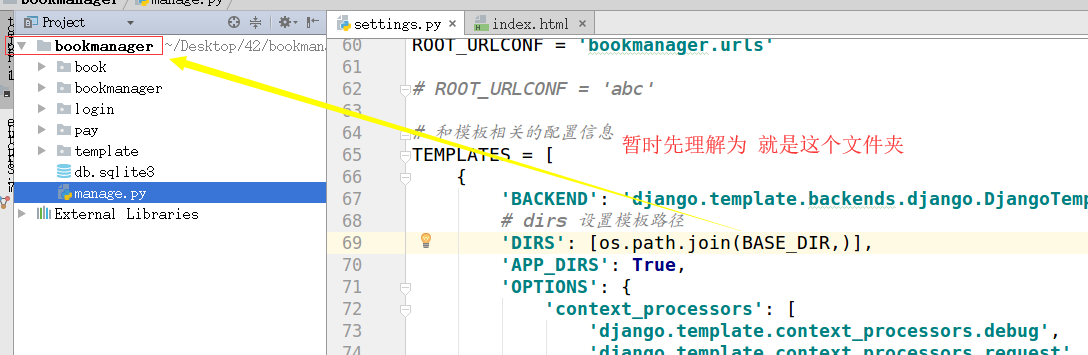 bookmanager
manage.py
Project
bookmanager ~/Desktop/42/bookmana
book
bookmanager
login
pay
template
db.sqlite3
manage.py
External Libraries
settings.py
index.html
60 ROOT_URLCONF = 'bookmanager.urls'
61
62 # ROOT_URLCONF = 'abc'
63
64 # 和模板相关的配置信息
暂时先理解为 就是这个文件夹
65 TEMPLATES = [
66 {
67 'BACKEND': 'django.template.backends.django.DjangoTemp
68 # dirs 设置模板路径
69 'DIRS': [os.path.join(BASE_DIR,)],
70 'APP_DIRS': True,
71 'OPTIONS': {
72 'context_processors': [
73 'django.template.context_processors.debug',
74 'django.template.context_processors.request'